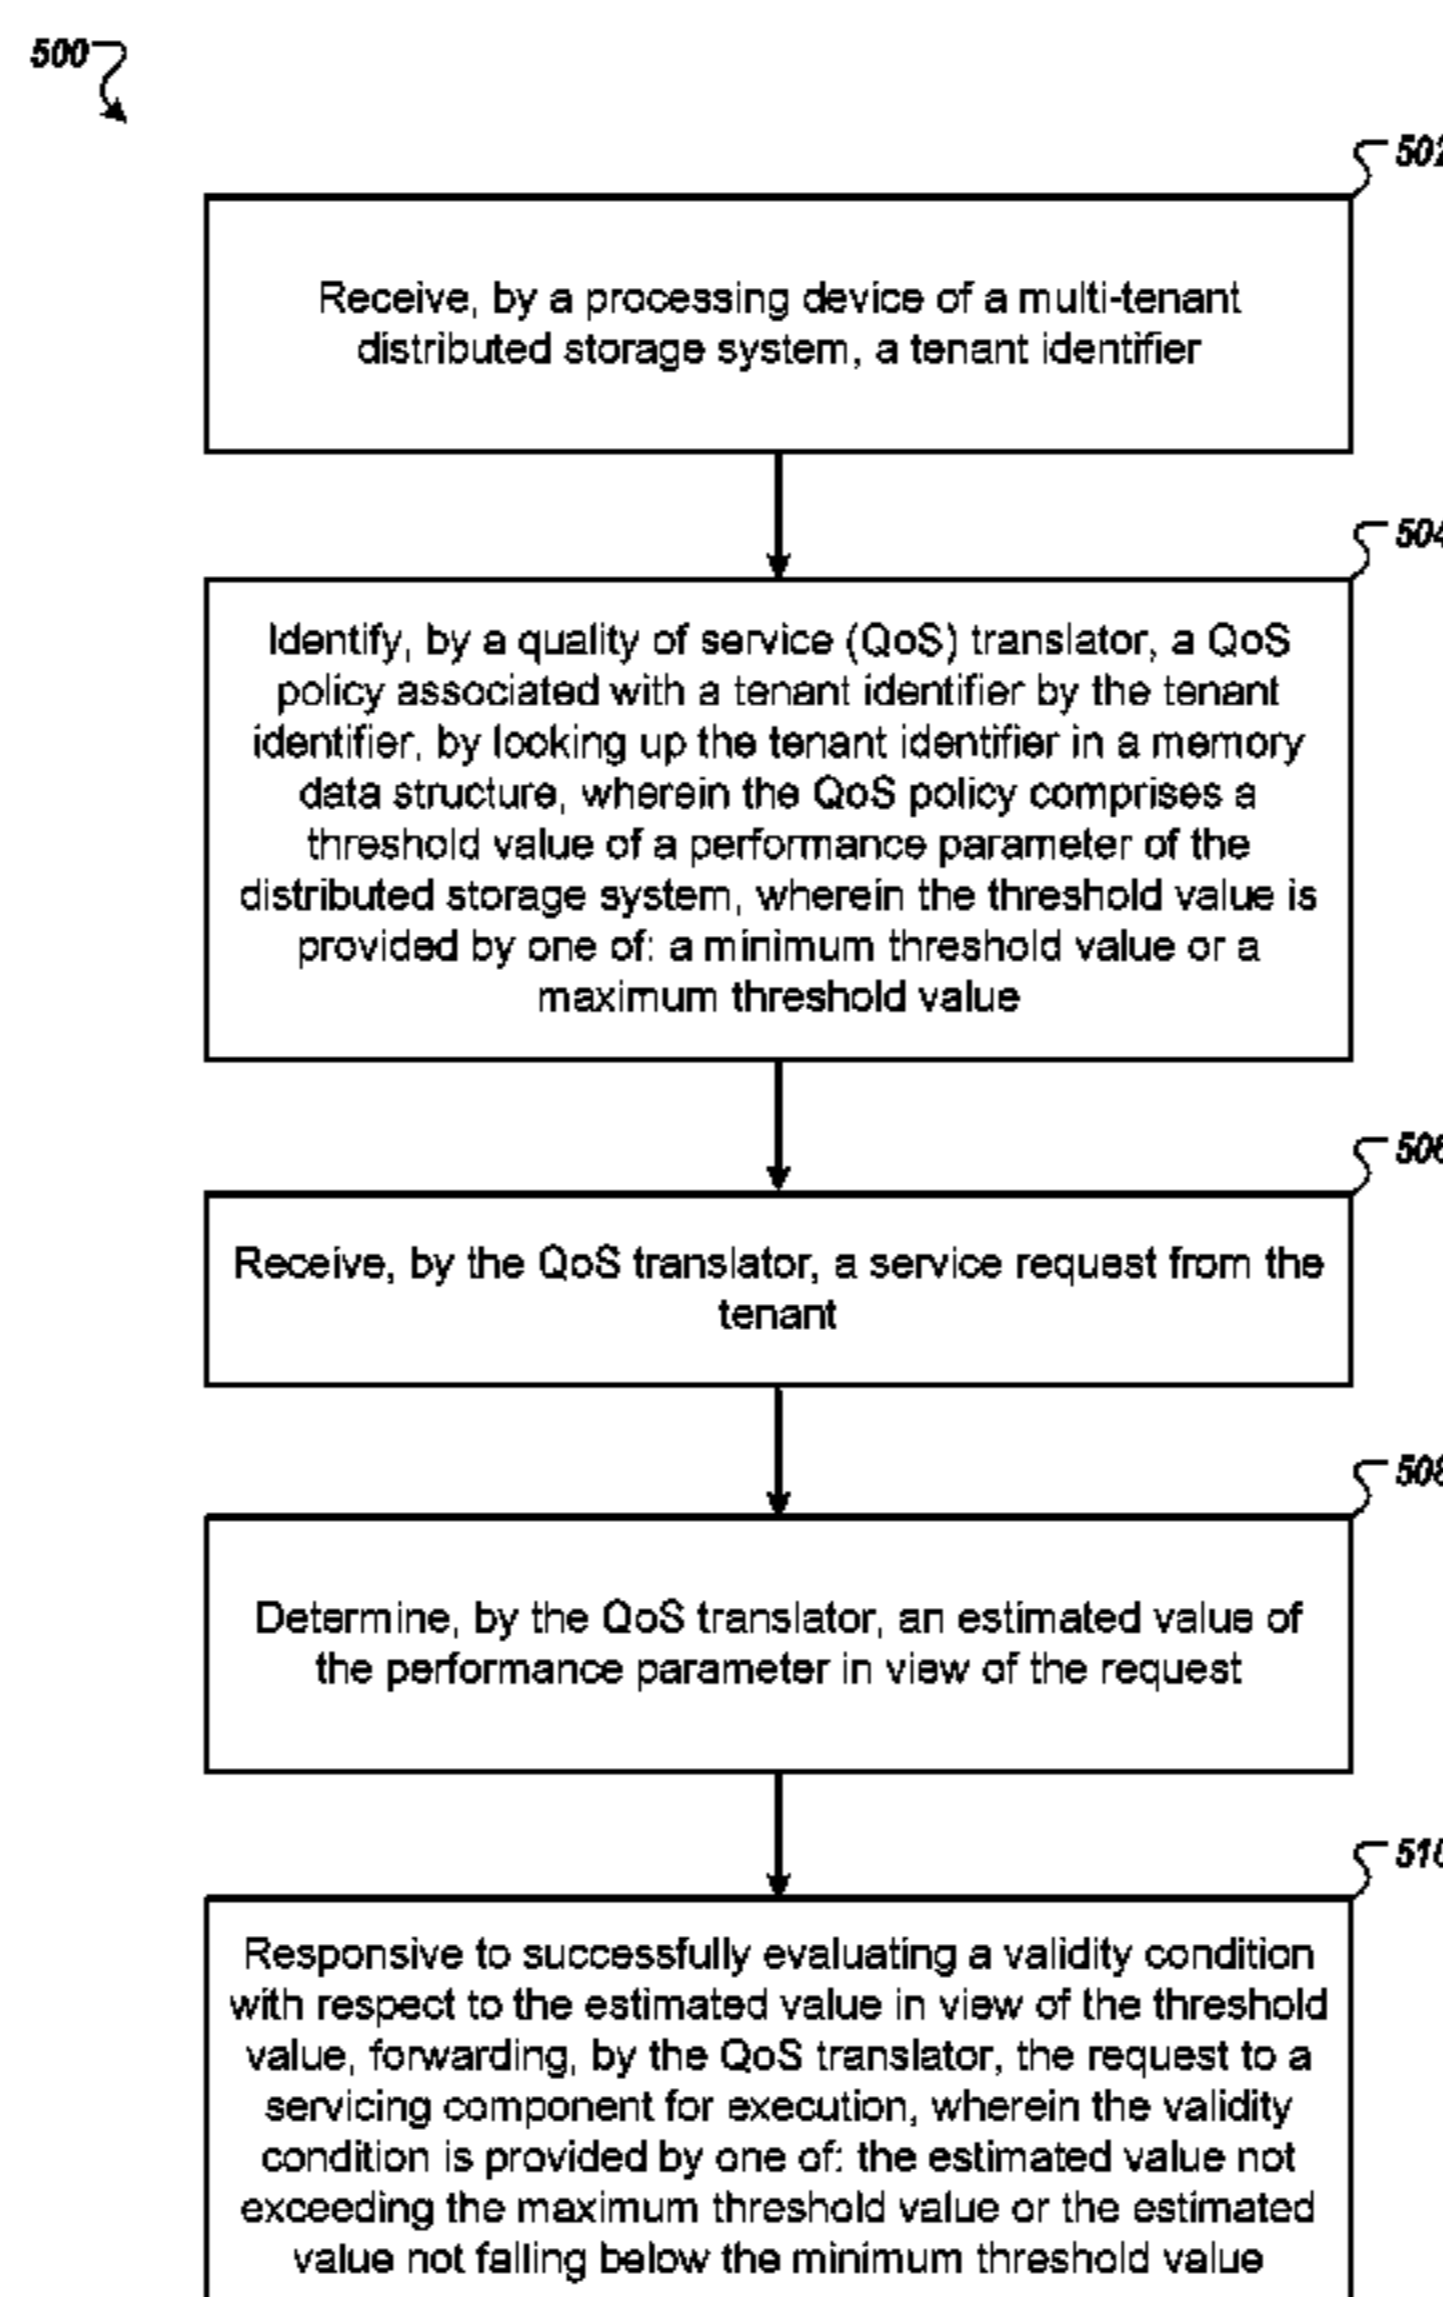 500
502
Receive, by a processing device of a multi-tenant
distributed storage system, a tenant identifier
504
Identify, by a quality of service (QoS) translator, a QoS
policy associated with a tenant identifier by the tenant
identifier, by looking up the tenant identifier in a memory
data structure, wherein the QoS policy comprises a
threshold value of a performance parameter of the
distributed storage system, wherein the threshold value is
provided by one of: a minimum threshold value or a
maximum threshold value
506
Receive, by the QoS translator, a service request from the
tenant
508
Determine, by the QoS translator, an estimated value of
the performance parameter in view of the request
510
Responsive to successfully evaluating a validity condition
with respect to the estimated value in view of the threshold
value, forwarding, by the QoS translator, the request to a
servicing component for execution, wherein the validity
condition is provided by one of: the estimated value not
exceeding the maximum threshold value or the estimated
value not falling below the minimum threshold value